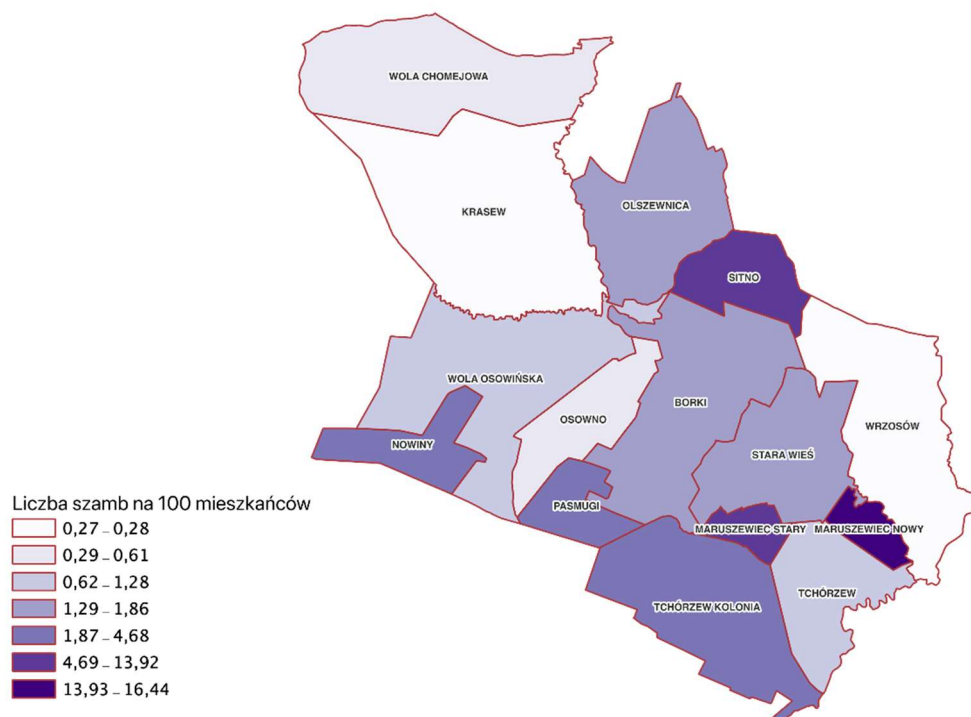 WOLA CHOMEJOWA
OLSZEWNICA
KRASEW
SITNO
WOLA OSOWIŃSKA
BORKI
OSOWNO
WRZOSÓW
NOWINY
STARA WIEŚ
PASMUGI
MARUSZEWIEC STARY
MARUSZEWIEC NOWY
TCHÓRZEW
TCHÓRZEW KOLONIA
Liczba szamb na 100 mieszkańców
0,27 – 0,28
0,29 – 0,61
0,62 – 1,28
1,29 – 1,86
1,87 – 4,68
4,69 – 13,92
13,93 – 16,44